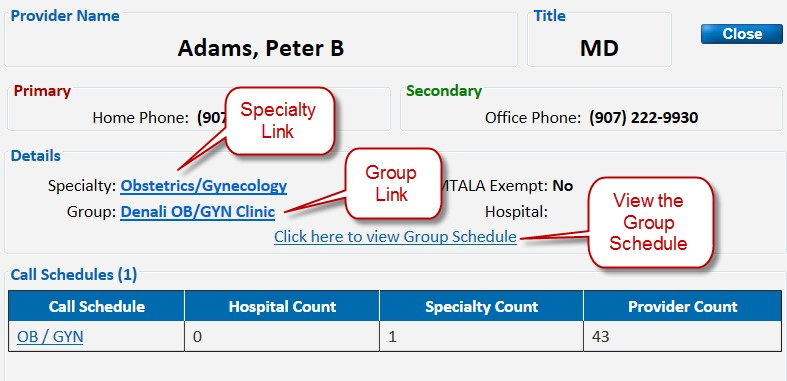 Provider Name
Adams, Peter B
Title
MD
Close
Primary
Home Phone: (907
Secondary
Office Phone: (907) 222-9930
Specialty
Link
Details
Specialty: Obstetrics/Gynecology
MTALA Exempt: No
Group: Denali OB/GYN Clinic
Hospital:
Group
Link
Click here to view Group Schedule
View the
Group
Schedule
Call Schedules (1)
Call Schedule Hospital Count Specialty Count Provider Count
OB / GYN 0 1 43